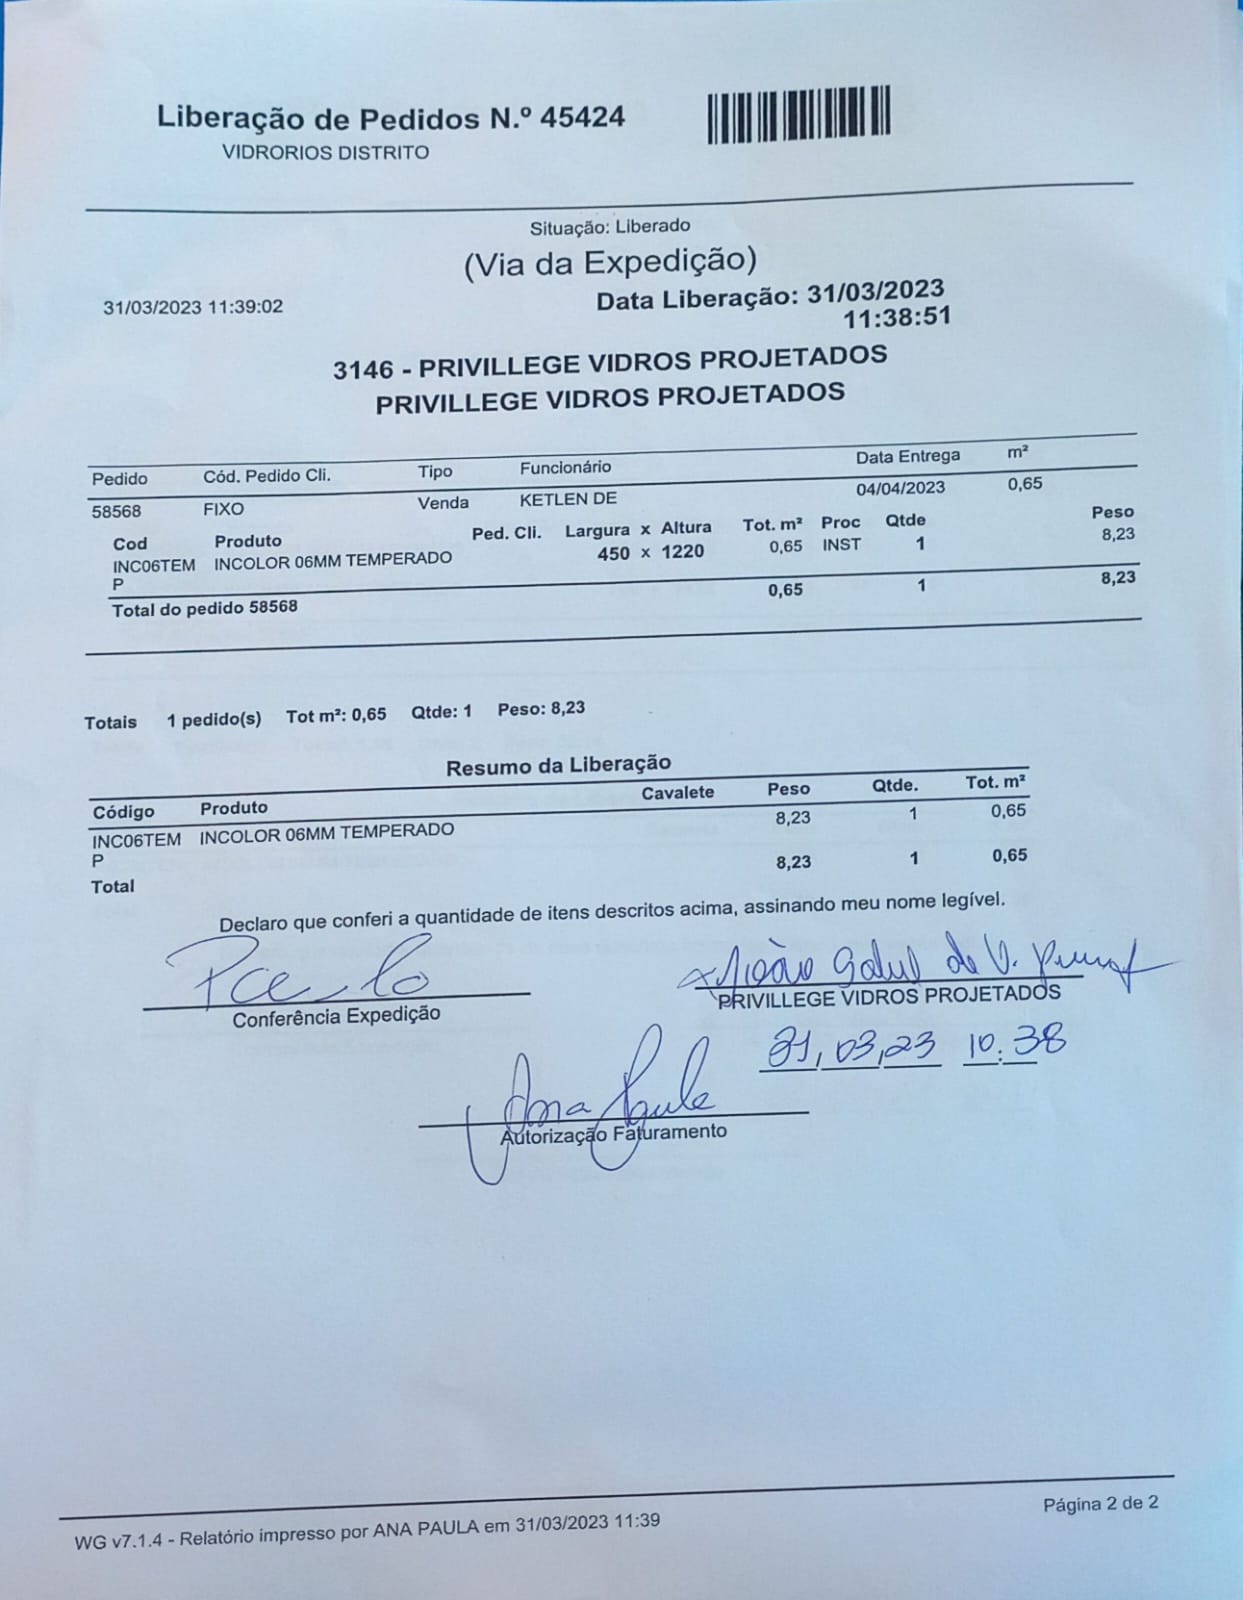 Liberação de Pedidos N.º 45424
VIDRORIOS DISTRITO
Situação: Liberado
(Via da Expedição)
31/03/2023 11:39:02 Data Liberação: 31/03/2023
11:38:51
3146 - PRIVILLEGE VIDROS PROJETADOS
PRIVILLEGE VIDROS PROJETADOS
Pedido Cód. Pedido Cli. Tipo Funcionário Data Entrega m²
58568 FIXO Venda KETLEN DE 04/04/2023 0,65
Cod Produto Ped. Cli. Largura x Altura Tot. m² Proc Qtde Peso
INC06TEM INCOLOR 06MM TEMPERADO 450 x 1220 0,65 INST 1 8,23
P
Total do pedido 58568 0,65 1 8,23
Totais 1 pedido(s) Tot m²: 0,65 Qtde: 1 Peso: 8,23
Resumo da Liberação
Código Produto Cavalete Peso Qtde. Tot. m²
INC06TEM INCOLOR 06MM TEMPERADO 8,23 1 0,65
P
Total 8,23 1 0,65
Declaro que conferi a quantidade de itens descritos acima, assinando meu nome legível.
João de V.
Conferência Expedição PRIVILLEGE VIDROS PROJETADOS
31,03,23 10:38
Ana Paula
Autorização Faturamento
WG v7.1.4 - Relatório impresso por ANA PAULA em 31/03/2023 11:39 Página 2 de 2